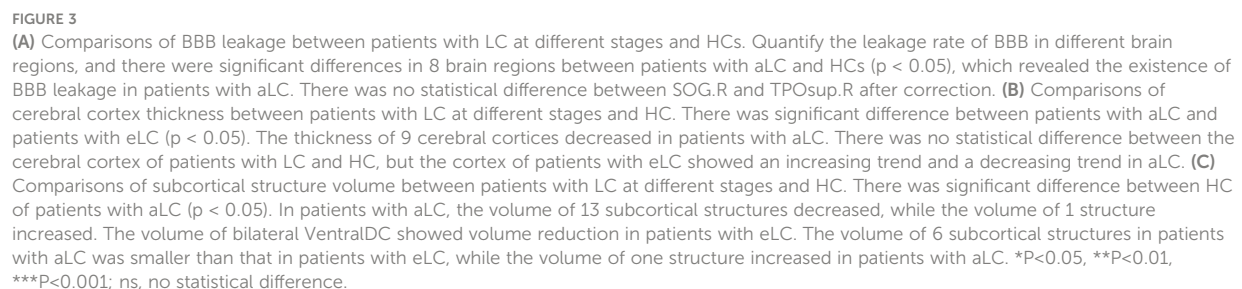 FIGURE 3
(A) Comparisons of BBB leakage between patients with LC at different stages and HCs. Quantify the leakage rate of BBB in different brain
regions, and there were significant differences in 8 brain regions between patients with aLC and HCs (p < 0.05), which revealed the existence of
BBB leakage in patients with aLC. There was no statistical difference between SOG.R and TPOsup.R after correction. (B) Comparisons of
cerebral cortex thickness between patients with LC at different stages and HC. There was significant difference between patients with aLC and
patients with eLC (p < 0.05). The thickness of 9 cerebral cortices decreased in patients with aLC. There was no statistical difference between the
cerebral cortex of patients with LC and HC, but the cortex of patients with eLC showed an increasing trend and a decreasing trend in aLC. (C)
Comparisons of subcortical structure volume between patients with LC at different stages and HC. There was significant difference between HC
of patients with aLC (p < 0.05). In patients with aLC, the volume of 13 subcortical structures decreased, while the volume of 1 structure
increased. The volume of bilateral VentralDC showed volume reduction in patients with eLC. The volume of 6 subcortical structures in patients
with aLC was smaller than that in patients with eLC, while the volume of one structure increased in patients with aLC. *P<0.05, **P<0.01,
***P<0.001; ns, no statistical difference.